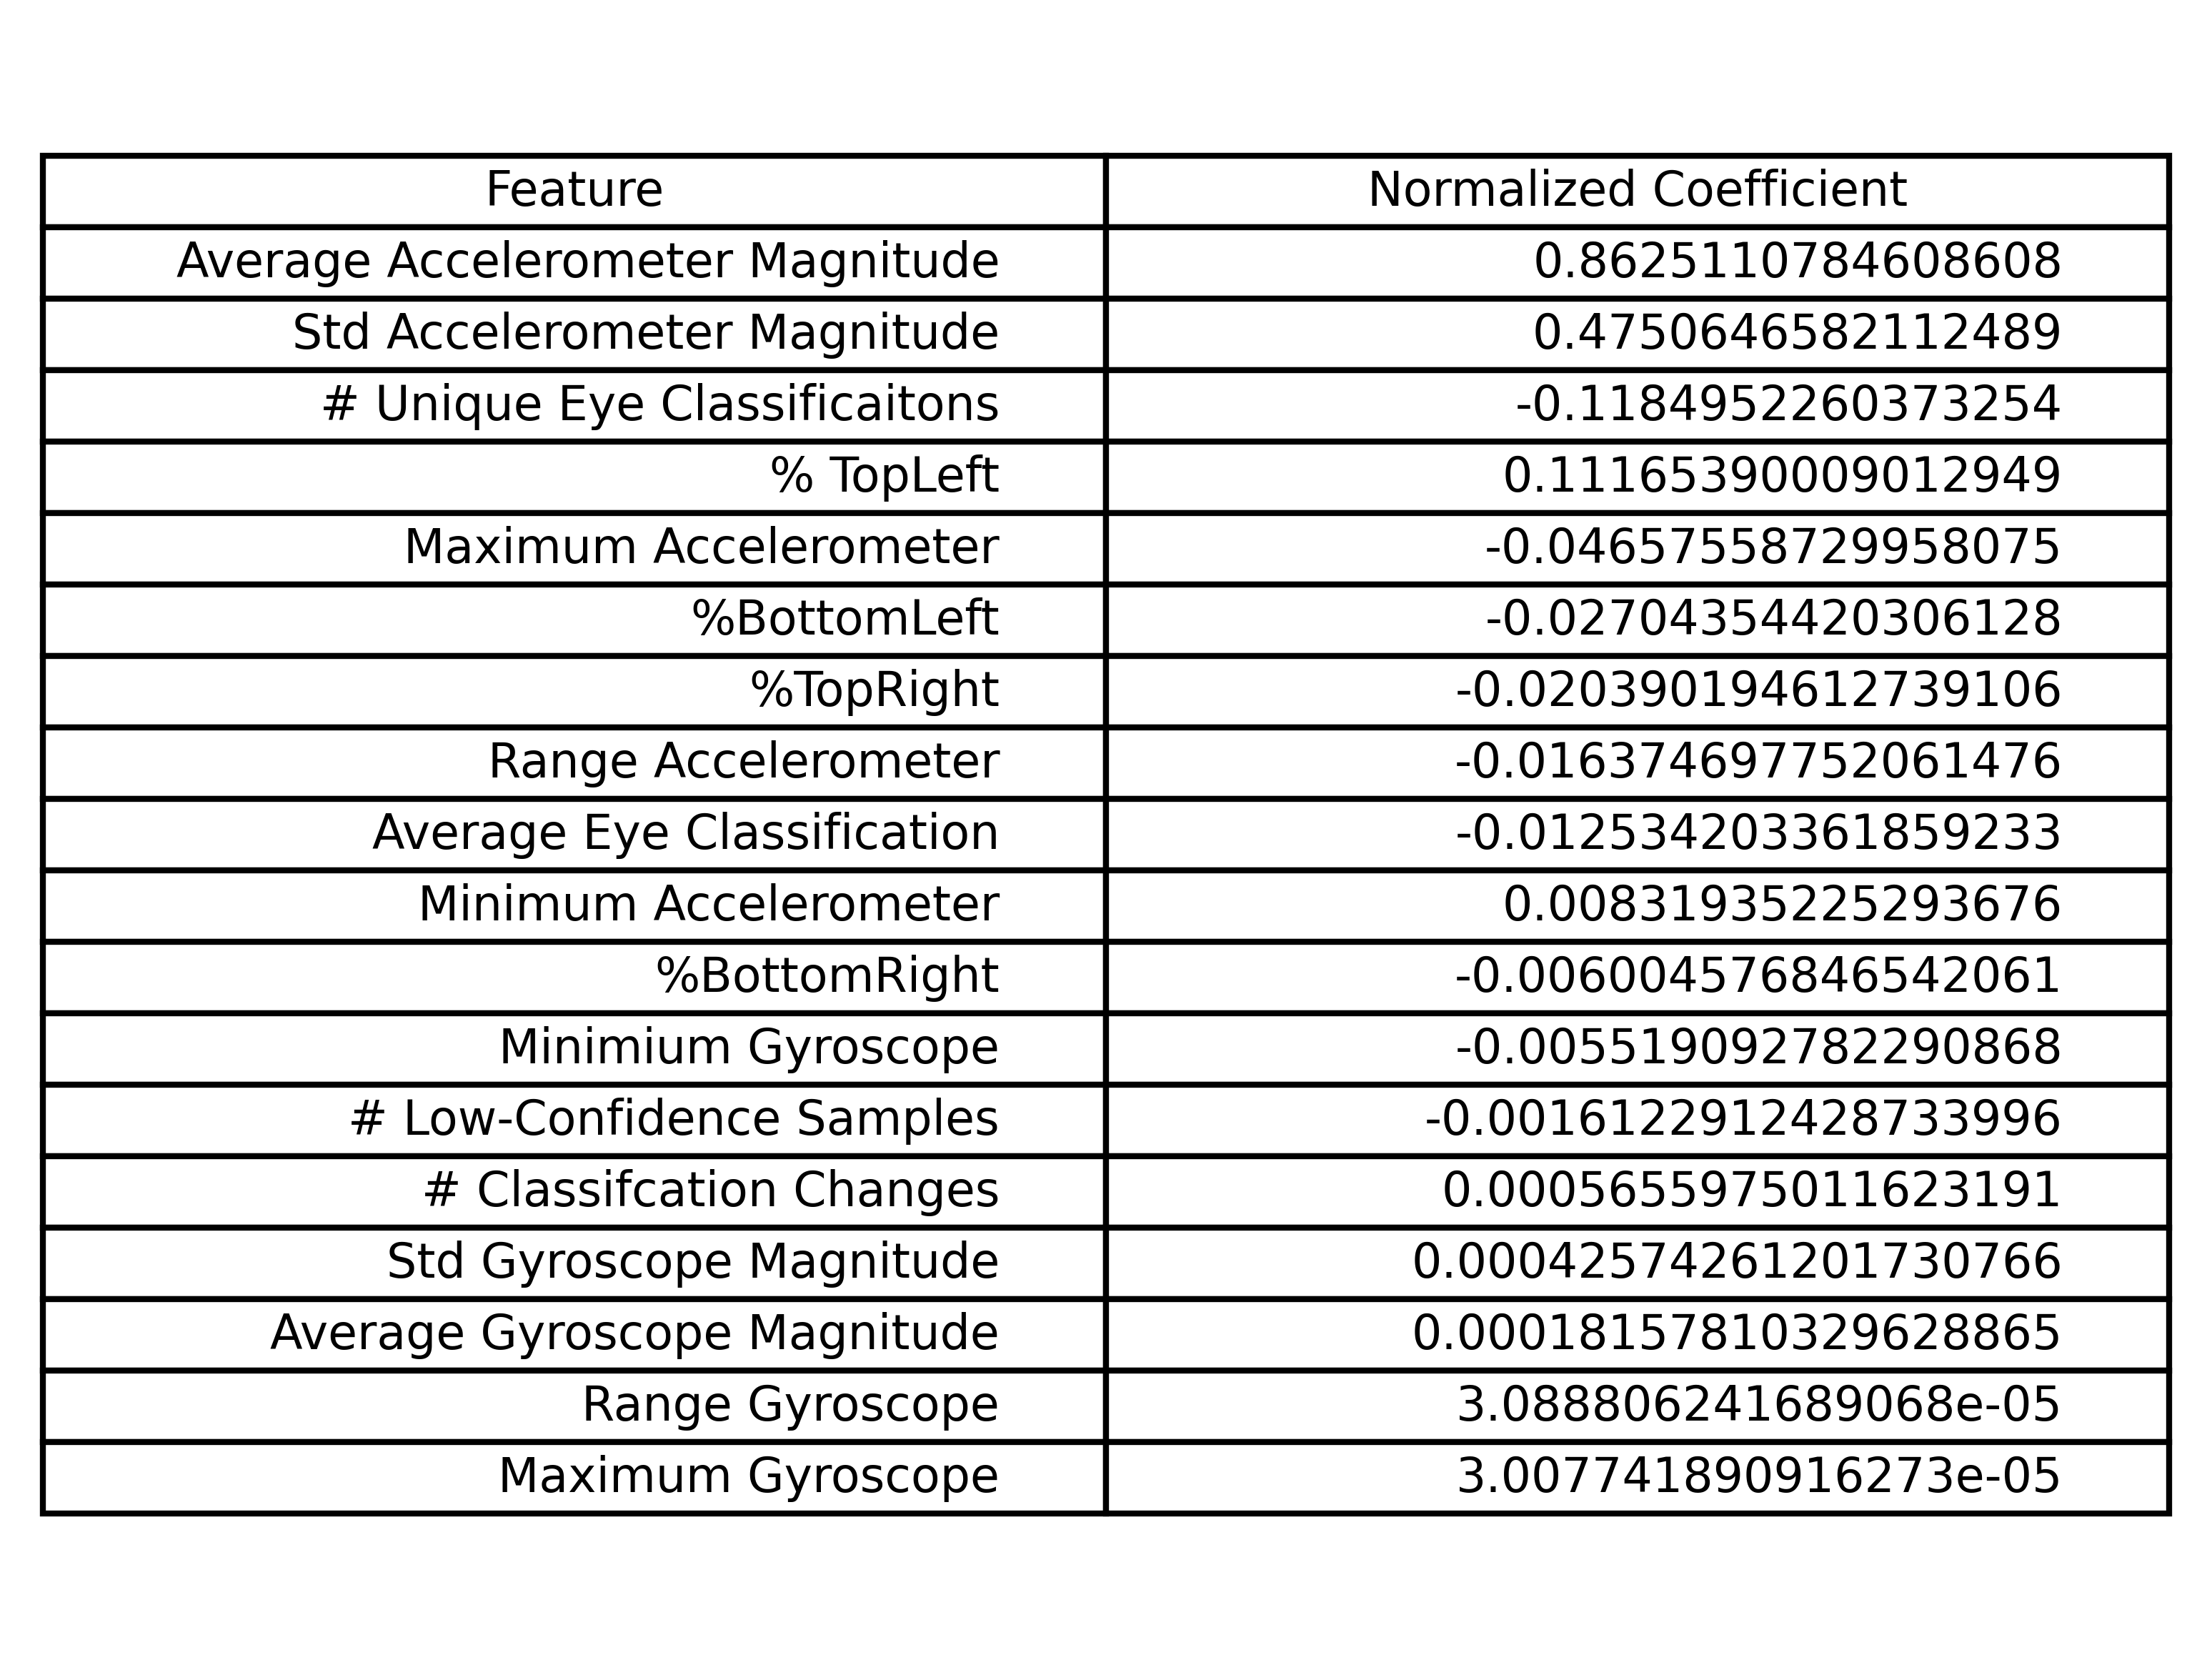 Feature Normalized Coefficient
Average Accelerometer Magnitude 0.8625110784608608
Std Accelerometer Magnitude 0.4750646582112489
# Unique Eye Classificaitons -0.1184952260373254
% TopLeft 0.11165390009012949
Maximum Accelerometer -0.04657558729958075
%BottomLeft -0.02704354420306128
%TopRight -0.020390194612739106
Range Accelerometer -0.016374697752061476
Average Eye Classification -0.012534203361859233
Minimum Accelerometer 0.00831935225293676
%BottomRight -0.006004576846542061
Minimium Gyroscope -0.005519092782290868
# Low-Confidence Samples -0.0016122912428733996
# Classifcation Changes 0.0005655975011623191
Std Gyroscope Magnitude 0.00042574261201730766
Average Gyroscope Magnitude 0.00018157810329628865
Range Gyroscope 3.088806241689068e-05
Maximum Gyroscope 3.007741890916273e-05